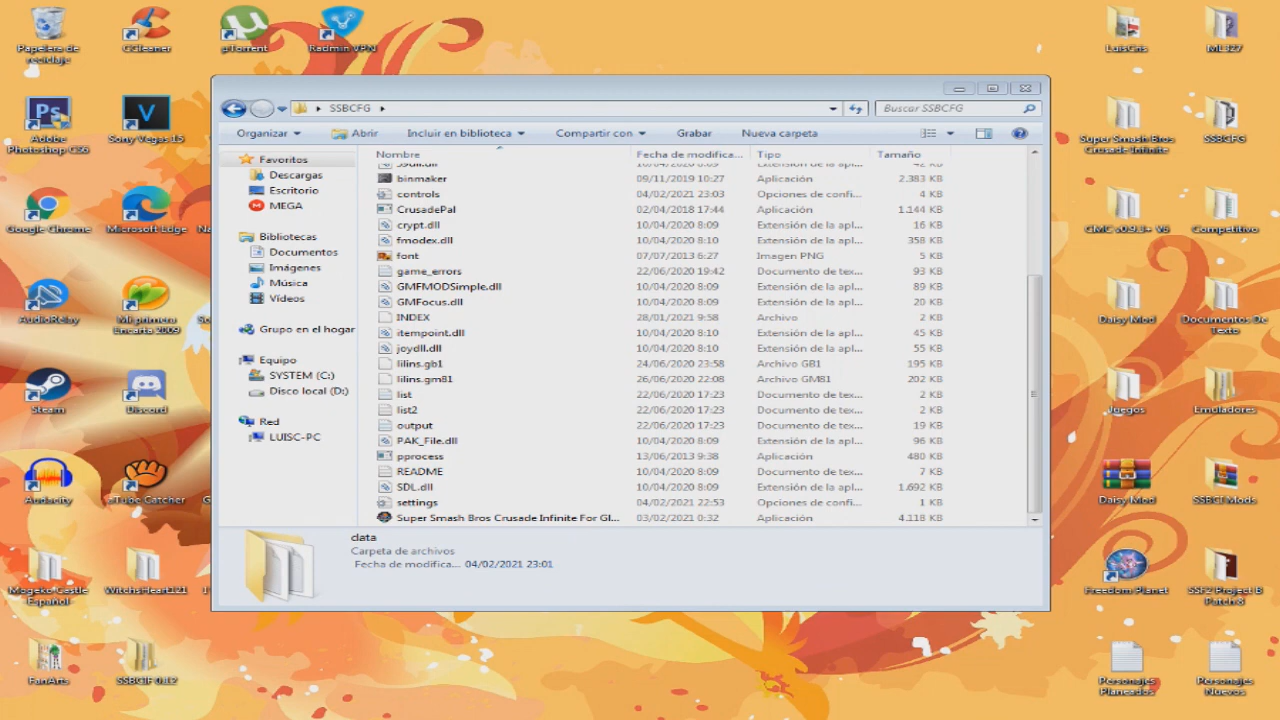 Papelera de
reciclaje
CCleaner
µTorrent
Radmin VPN
LuisCris
ML327
Adobe
Photoshop CS6
Sony Vegas 15
Super Smash Bros
Crusade Infinite
SSBCFG
Google Chrome
Microsoft Edge
CMC v0.9.3+ V6
Competitivo
AudioRelay
Mi primera
Encarta 2009
Daisy Mod
Documentos De
Texto
Steam
Discord
Juegos
Emuladores
Audacity
aTube Catcher
Daisy Mod
SSBCI Mods
Mogeko Castle
Español
WitchsHeart121
Freedom Planet
SSF2 Project B
Patch 8
FanArts
SSBCIF 0.12
Personajes
Planeados
Personajes
Nuevos
SSBCFG
Buscar SSBCFG
Organizar
Abrir
Incluir en biblioteca
Compartir con
Grabar
Nueva carpeta
Favoritos
Descargas
Escritorio
MEGA
Bibliotecas
Documentos
Imágenes
Música
Vídeos
Grupo en el hogar
Equipo
SYSTEM (C:)
Disco local (D:)
Red
LUISC-PC
Nombre Fecha de modifica... Tipo Tamaño
binmaker 09/11/2019 10:27 Aplicación 2.383 KB
controls 04/02/2021 23:03 Opciones de confi... 4 KB
CrusadePal 02/04/2018 17:44 Aplicación 1.144 KB
crypt.dll 10/04/2020 8:09 Extensión de la apl... 16 KB
fmodex.dll 10/04/2020 8:10 Extensión de la apl... 358 KB
font 07/07/2013 6:27 Imagen PNG 5 KB
game_errors 22/06/2020 19:42 Documento de tex... 93 KB
GMFMODSimple.dll 10/04/2020 8:10 Extensión de la apl... 89 KB
GMFocus.dll 10/04/2020 8:10 Extensión de la apl... 20 KB
INDEX 28/01/2021 9:58 Archivo 2 KB
itempoint.dll 10/04/2020 8:10 Extensión de la apl... 45 KB
joydll.dll 10/04/2020 8:10 Extensión de la apl... 55 KB
lilins.gb1 24/06/2020 23:58 Archivo GB1 195 KB
lilins.gm81 26/06/2020 22:08 Archivo GM81 202 KB
list 22/06/2020 17:23 Documento de tex... 2 KB
list2 22/06/2020 17:23 Documento de tex... 2 KB
output 22/06/2020 17:23 Documento de tex... 19 KB
PAK_File.dll 10/04/2020 8:09 Extensión de la apl... 96 KB
pprocess 13/06/2013 9:38 Aplicación 480 KB
README 10/04/2020 8:09 Documento de tex... 7 KB
SDL.dll 10/04/2020 8:09 Extensión de la apl... 1.692 KB
settings 04/02/2021 22:53 Opciones de confi... 1 KB
Super Smash Bros Crusade Infinite For Gl... 03/02/2021 0:32 Aplicación 4.118 KB
data
Carpeta de archivos
Fecha de modifica... 04/02/2021 23:01